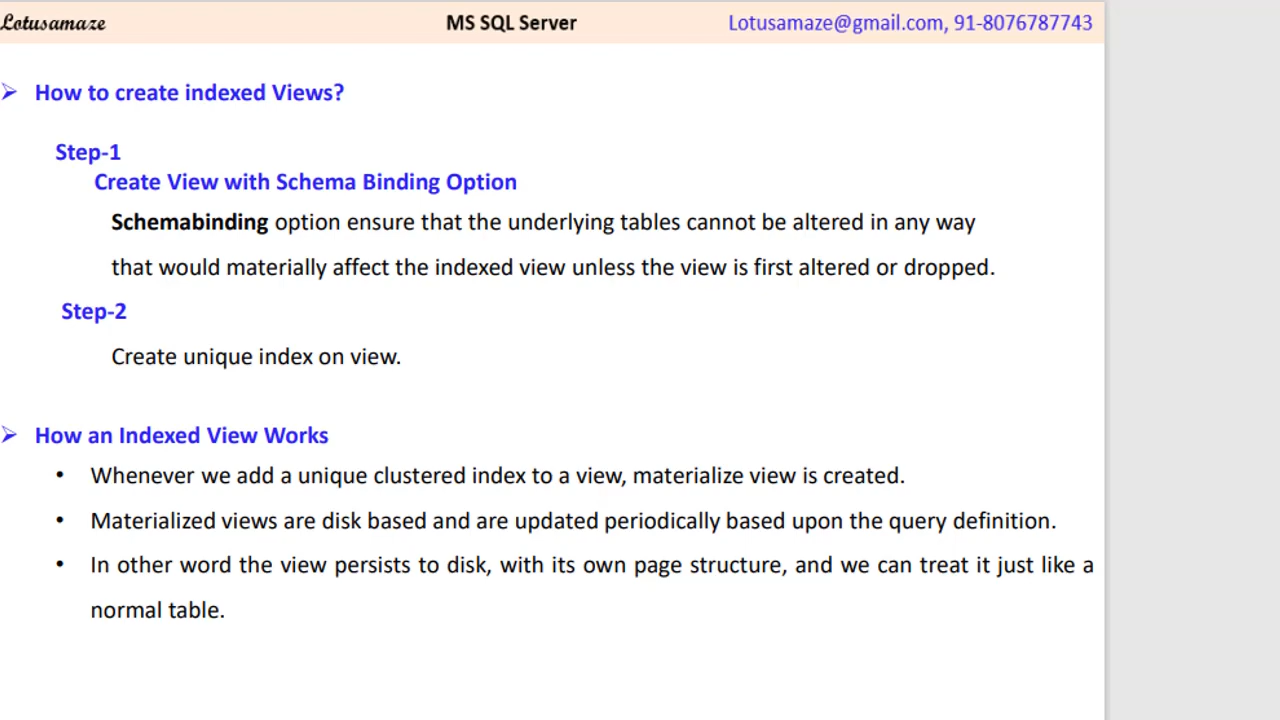 Lotusamaze MS SQL Server Lotusamaze@gmail.com, 91-8076787743
➢ How to create indexed Views?
Step-1
Create View with Schema Binding Option
Schemabinding option ensure that the underlying tables cannot be altered in any way
that would materially affect the indexed view unless the view is first altered or dropped.
Step-2
Create unique index on view.
➢ How an Indexed View Works
• Whenever we add a unique clustered index to a view, materialize view is created.
• Materialized views are disk based and are updated periodically based upon the query definition.
• In other word the view persists to disk, with its own page structure, and we can treat it just like a
normal table.